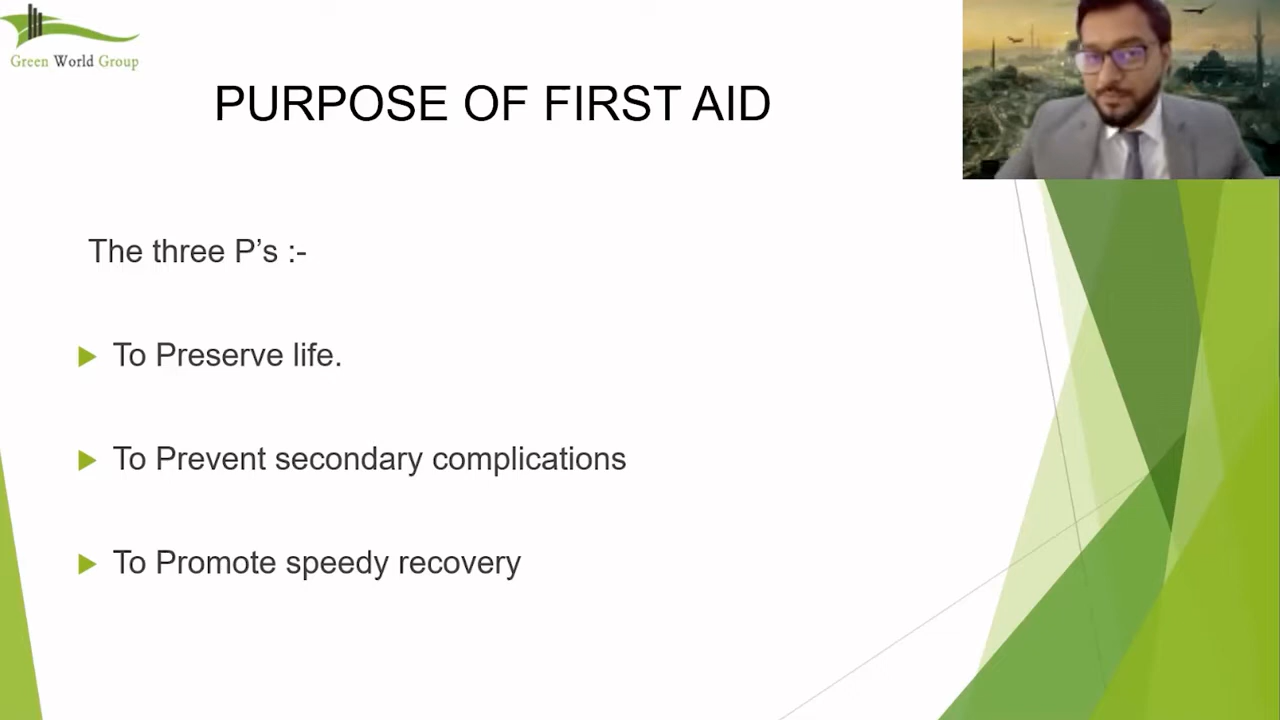 Green World Group
PURPOSE OF FIRST AID
The three P’s :-
To Preserve life.
To Prevent secondary complications
To Promote speedy recovery